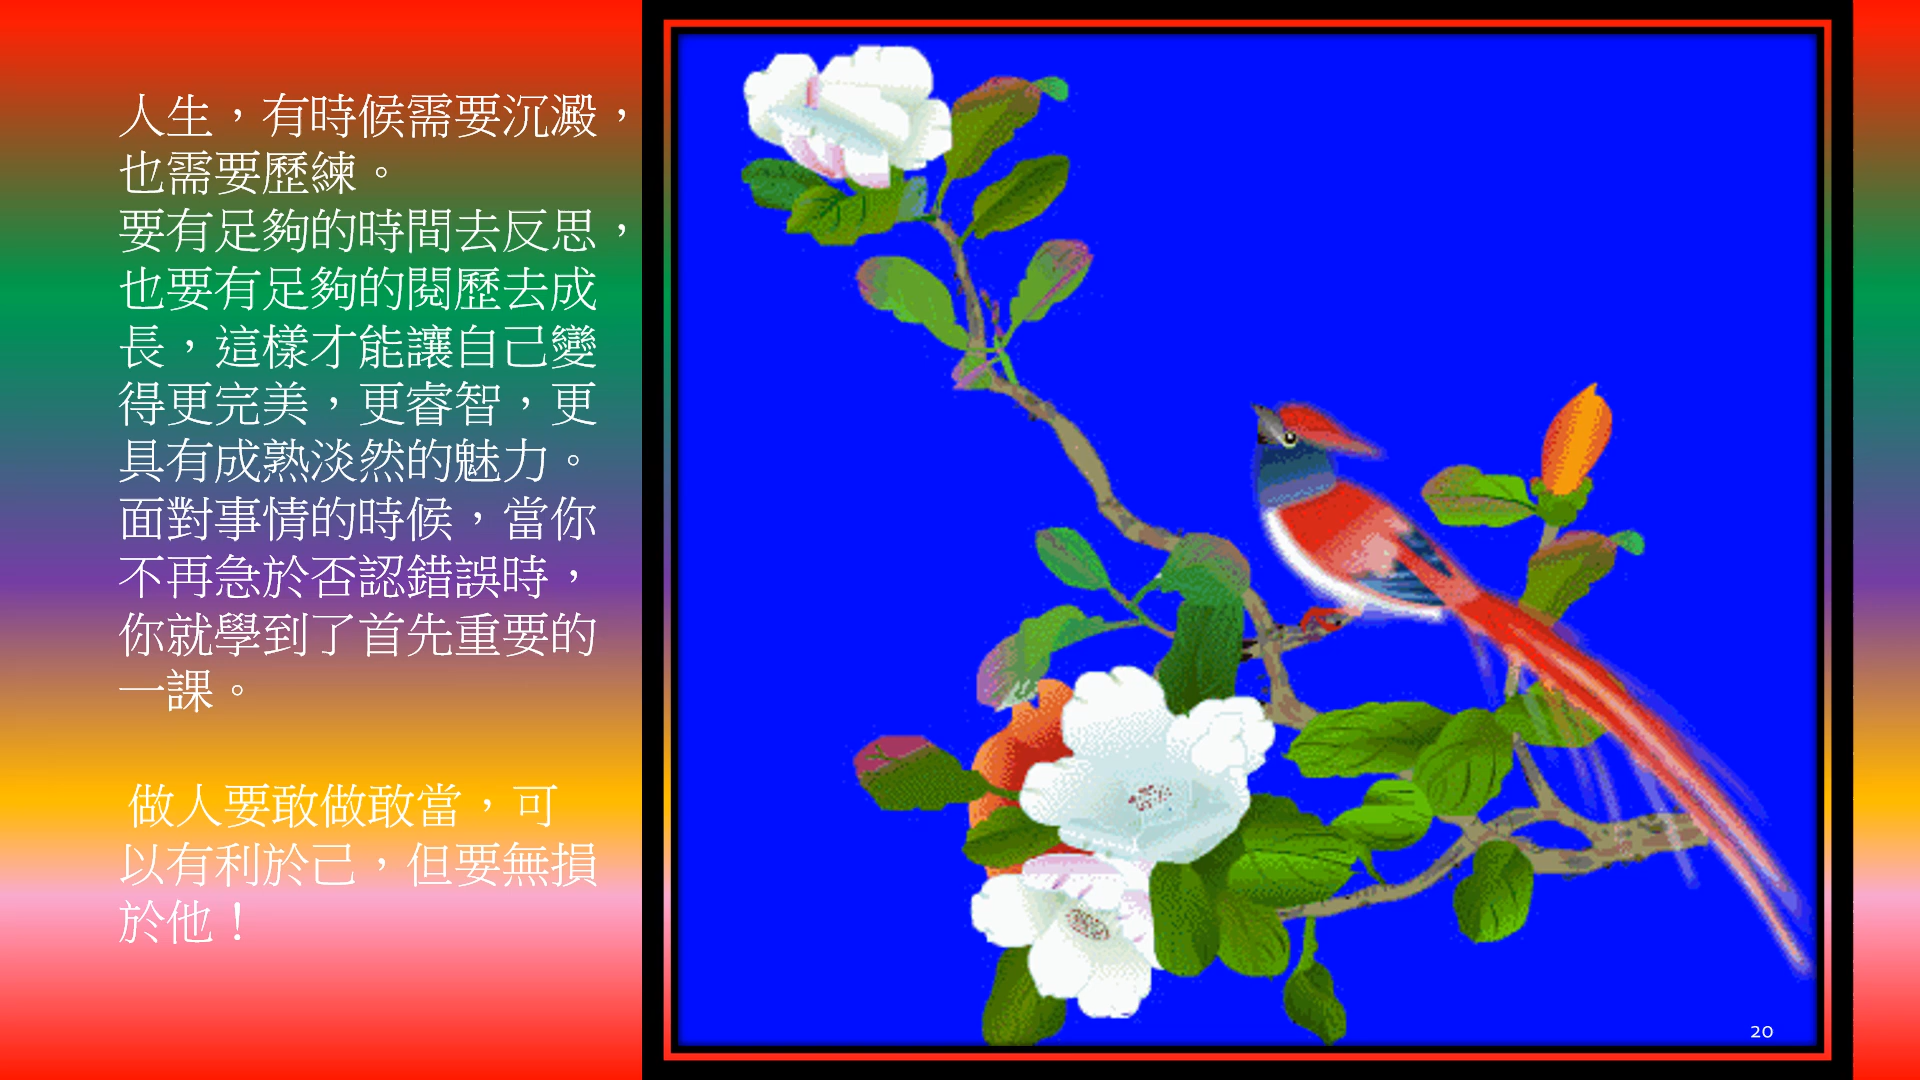 人生，有時候需要沉澱，
也需要歷練。
要有足夠的時間去反思，
也要有足夠的閱歷去成
長，這樣才能讓自己變
得更完美，更睿智，更
具有成熟淡然的魅力。
面對事情的時候，當你
不再急於否認錯誤時，
你就學到了首先重要的
一課。
做人要敢做敢當，可
以有利於己，但要無損
於他！
20